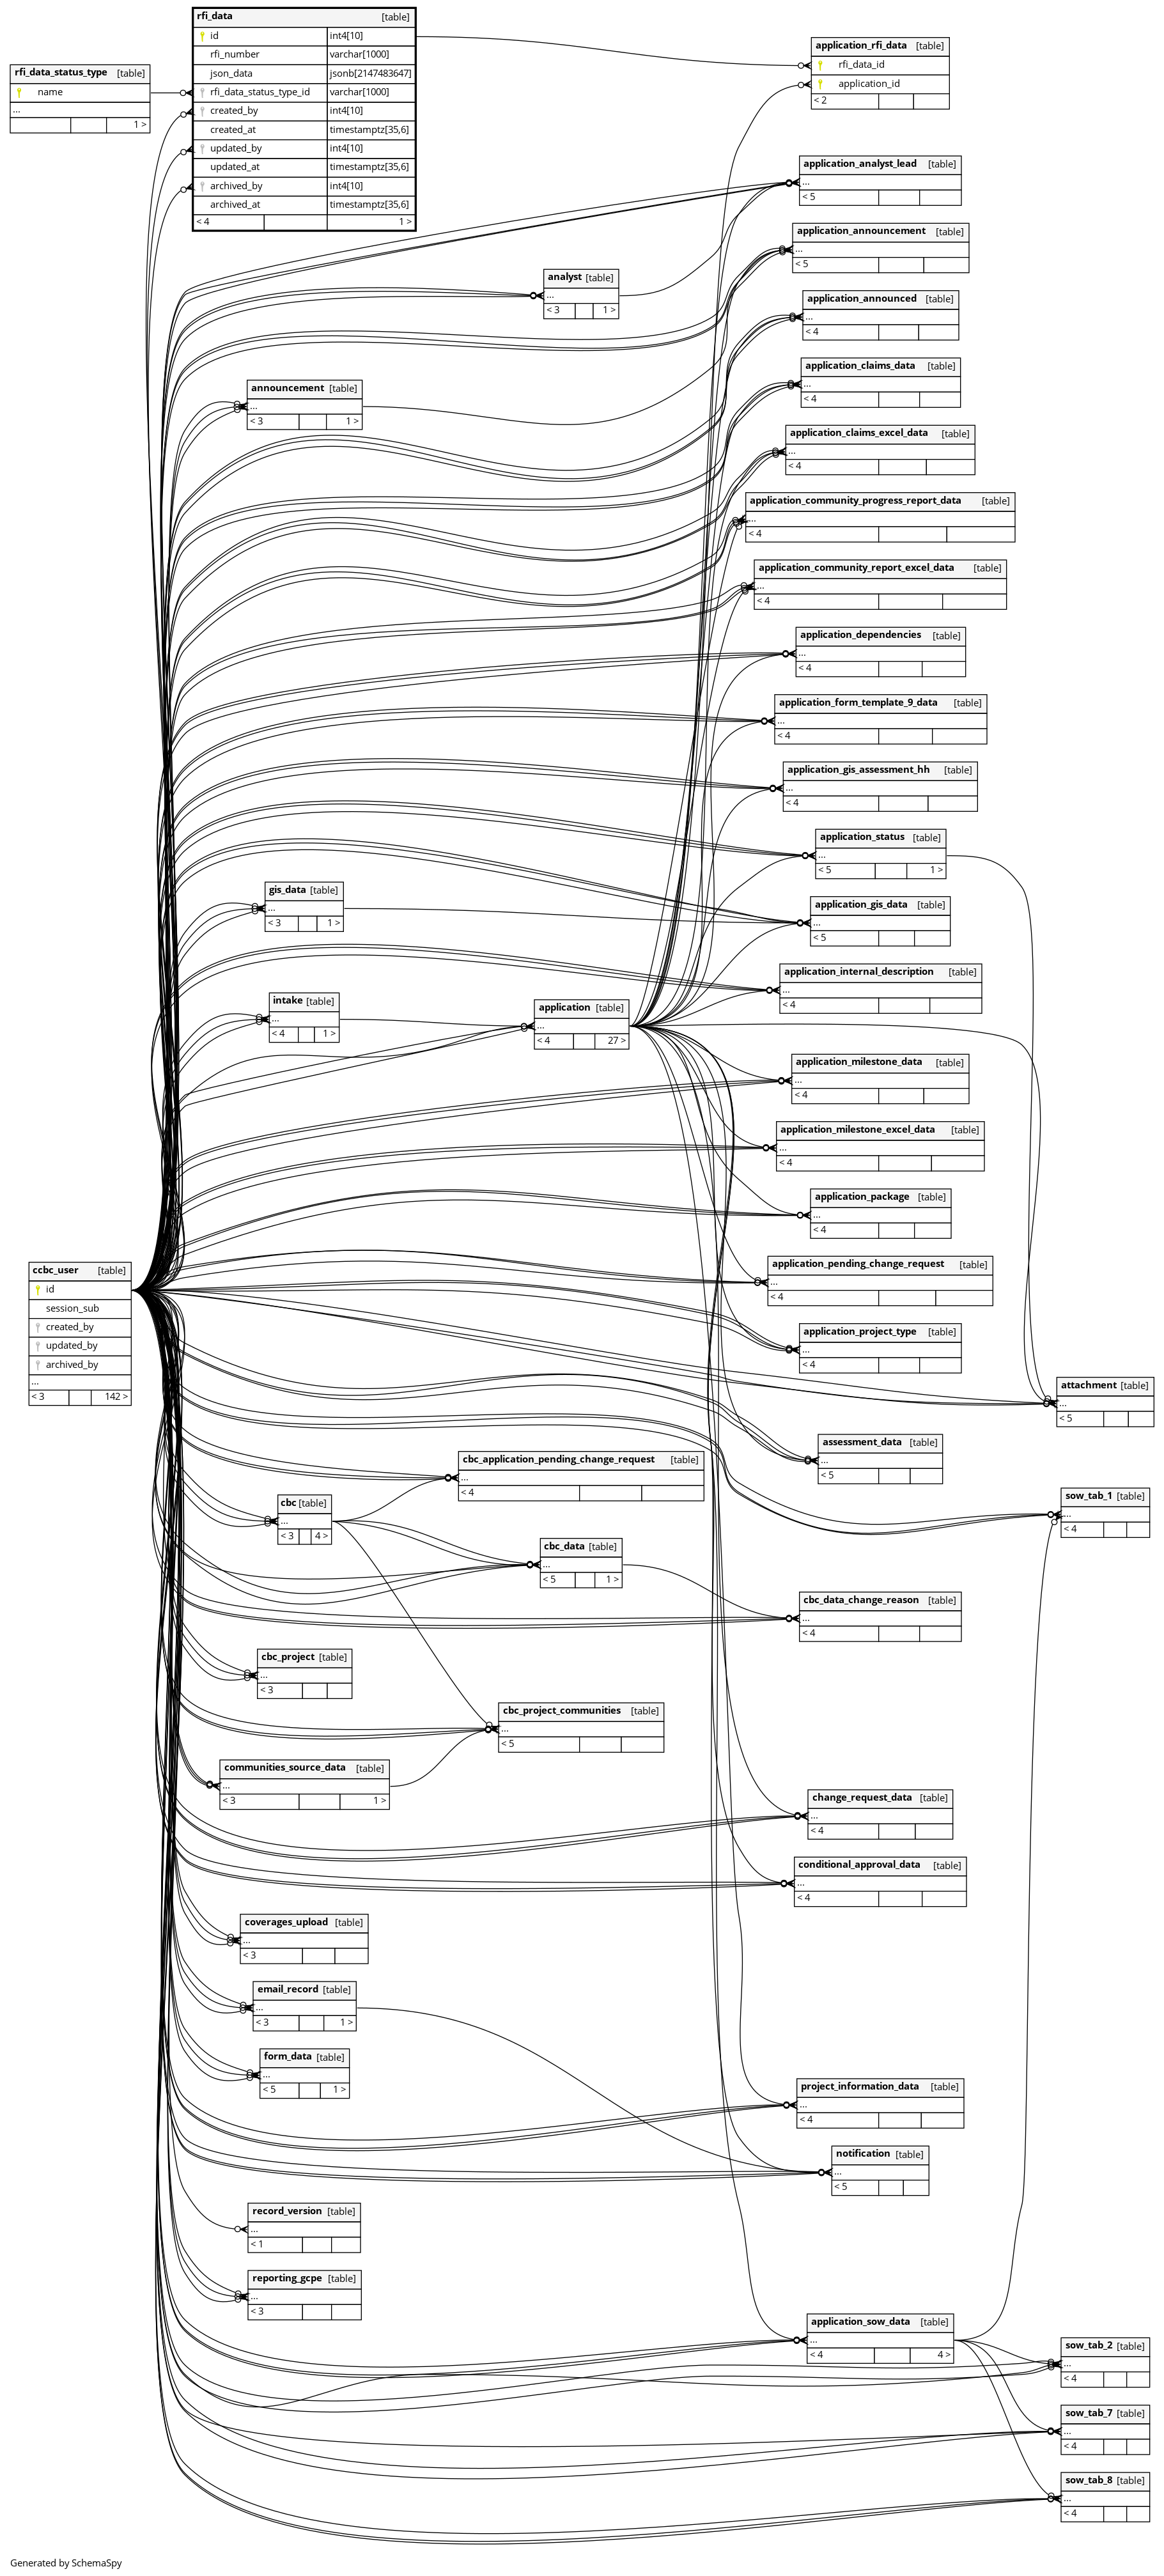 rfi_data [table]
id int4[10]
rfi_number varchar[1000]
json_data jsonb[2147483647]
rfi_data_status_type_id varchar[1000]
created_by int4[10]
created_at timestamptz[35,6]
updated_by int4[10]
updated_at timestamptz[35,6]
archived_by int4[10]
archived_at timestamptz[35,6]
< 4 1 >
rfi_data_status_type [table]
name
...
1 >
application_rfi_data [table]
rfi_data_id
application_id
< 2
application_analyst_lead [table]
...
< 5
application_announcement [table]
...
< 5
analyst [table]
...
< 3 1 >
application_announced [table]
...
< 4
application_claims_data [table]
...
< 4
announcement [table]
...
< 3 1 >
application_claims_excel_data [table]
...
< 4
application_community_progress_report_data [table]
...
< 4
application_community_report_excel_data [table]
...
< 4
application_dependencies [table]
...
< 4
application_form_template_9_data [table]
...
< 4
application_gis_assessment_hh [table]
...
< 4
application_status [table]
...
< 5 1 >
gis_data [table]
...
< 3 1 >
application_gis_data [table]
...
< 5
application_internal_description [table]
...
< 4
intake [table]
...
< 4 1 >
application [table]
...
< 4 27 >
application_milestone_data [table]
...
< 4
application_milestone_excel_data [table]
...
< 4
application_package [table]
...
< 4
application_pending_change_request [table]
...
< 4
ccbc_user [table]
id
session_sub
created_by
updated_by
archived_by
...
< 3 142 >
application_project_type [table]
...
< 4
attachment [table]
...
< 5
assessment_data [table]
...
< 5
cbc_application_pending_change_request [table]
...
< 4
cbc [table]
...
< 3 4 >
sow_tab_1 [table]
...
< 4
cbc_data [table]
...
< 5 1 >
cbc_data_change_reason [table]
...
< 4
cbc_project [table]
...
< 3
cbc_project_communities [table]
...
< 5
communities_source_data [table]
...
< 3 1 >
change_request_data [table]
...
< 4
conditional_approval_data [table]
...
< 4
coverages_upload [table]
...
< 3
email_record [table]
...
< 3 1 >
form_data [table]
...
< 5 1 >
project_information_data [table]
...
< 4
notification [table]
...
< 5
record_version [table]
...
< 1
reporting_gcpe [table]
...
< 3
application_sow_data [table]
...
< 4 4 >
sow_tab_2 [table]
...
< 4
sow_tab_7 [table]
...
< 4
sow_tab_8 [table]
...
< 4
Generated by SchemaSpy